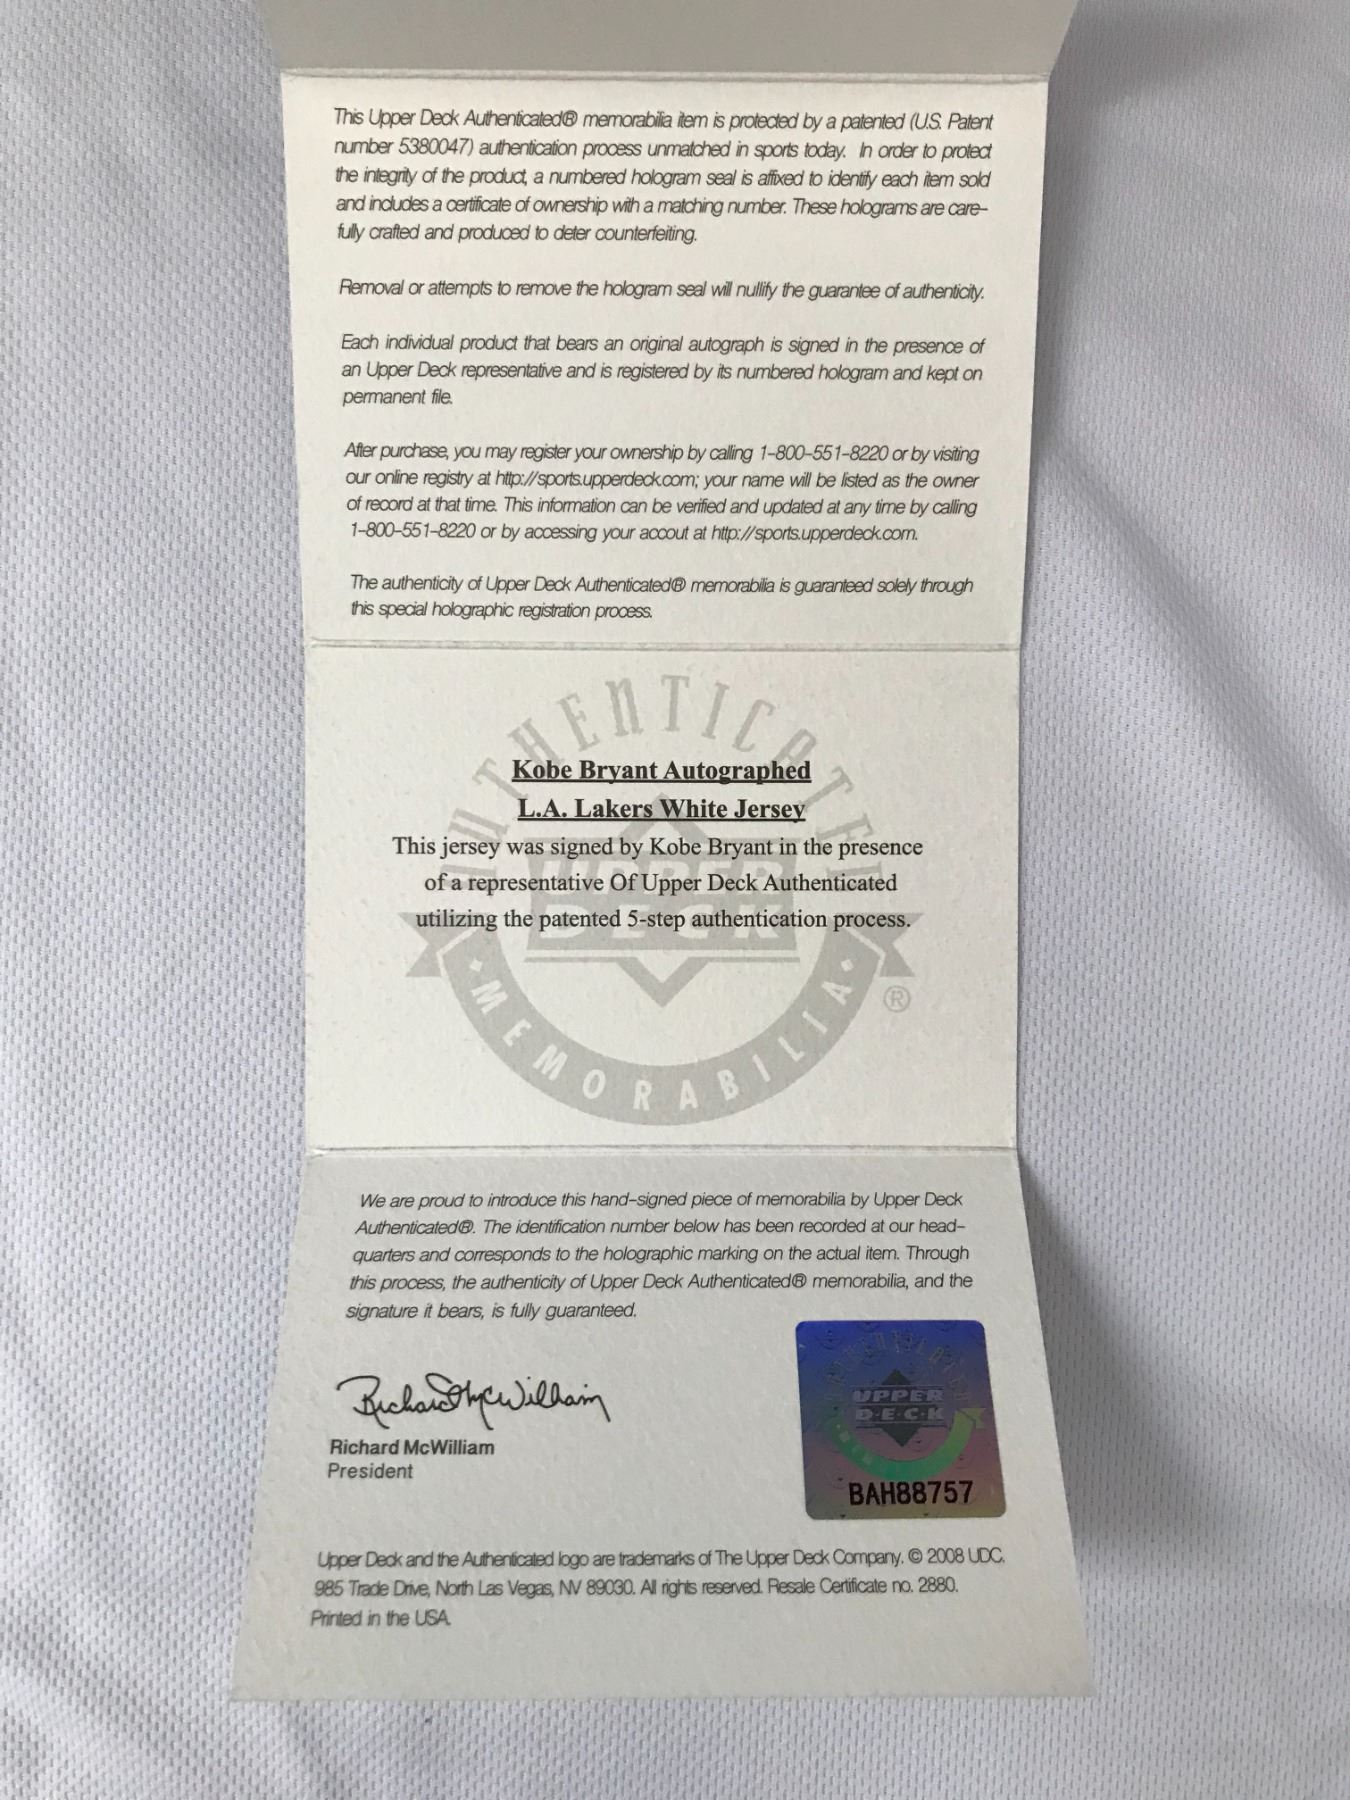 This Upper Deck Authenticated® memorabilia item is protected by a patented (U.S. Patent
number 5380047) authentication process unmatched in sports today. In order to protect
the integrity of the product, a numbered hologram seal is affixed to identify each item sold
and includes a certificate of ownership with a matching number. These holograms are care-
fully crafted and produced to deter counterfeiting.
Removal or attempts to remove the hologram seal will nullify the guarantee of authenticity.
Each individual product that bears an original autograph is signed in the presence of
an Upper Deck representative and is registered by its numbered hologram and kept on
permanent file.
After purchase, you may register your ownership by calling 1-800-551-8220 or by visiting
our online registry at http://sports.upperdeck.com; your name will be listed as the owner
of record at that time. This information can be verified and updated at any time by calling
1-800-551-8220 or by accessing your accout at http://sports.upperdeck.com.
The authenticity of Upper Deck Authenticated® memorabilia is guaranteed solely through
this special holographic registration process.
AUTHENTICATED
Kobe Bryant Autographed
L.A. Lakers White Jersey
This jersey was signed by Kobe Bryant in the presence
of a representative Of Upper Deck Authenticated
utilizing the patented 5-step authentication process.
UPPER
DECK
MEMORABILIA ®
We are proud to introduce this hand-signed piece of memorabilia by Upper Deck
Authenticated®. The identification number below has been recorded at our head-
quarters and corresponds to the holographic marking on the actual item. Through
this process, the authenticity of Upper Deck Authenticated® memorabilia, and the
signature it bears, is fully guaranteed.
Richard McWilliam
Richard McWilliam
President
AUTHENTICATED
UPPER
D·E·C·K
BAH88757
Upper Deck and the Authenticated logo are trademarks of The Upper Deck Company. © 2008 UDC.
985 Trade Drive, North Las Vegas, NV 89030. All rights reserved. Resale Certificate no. 2880.
Printed in the USA